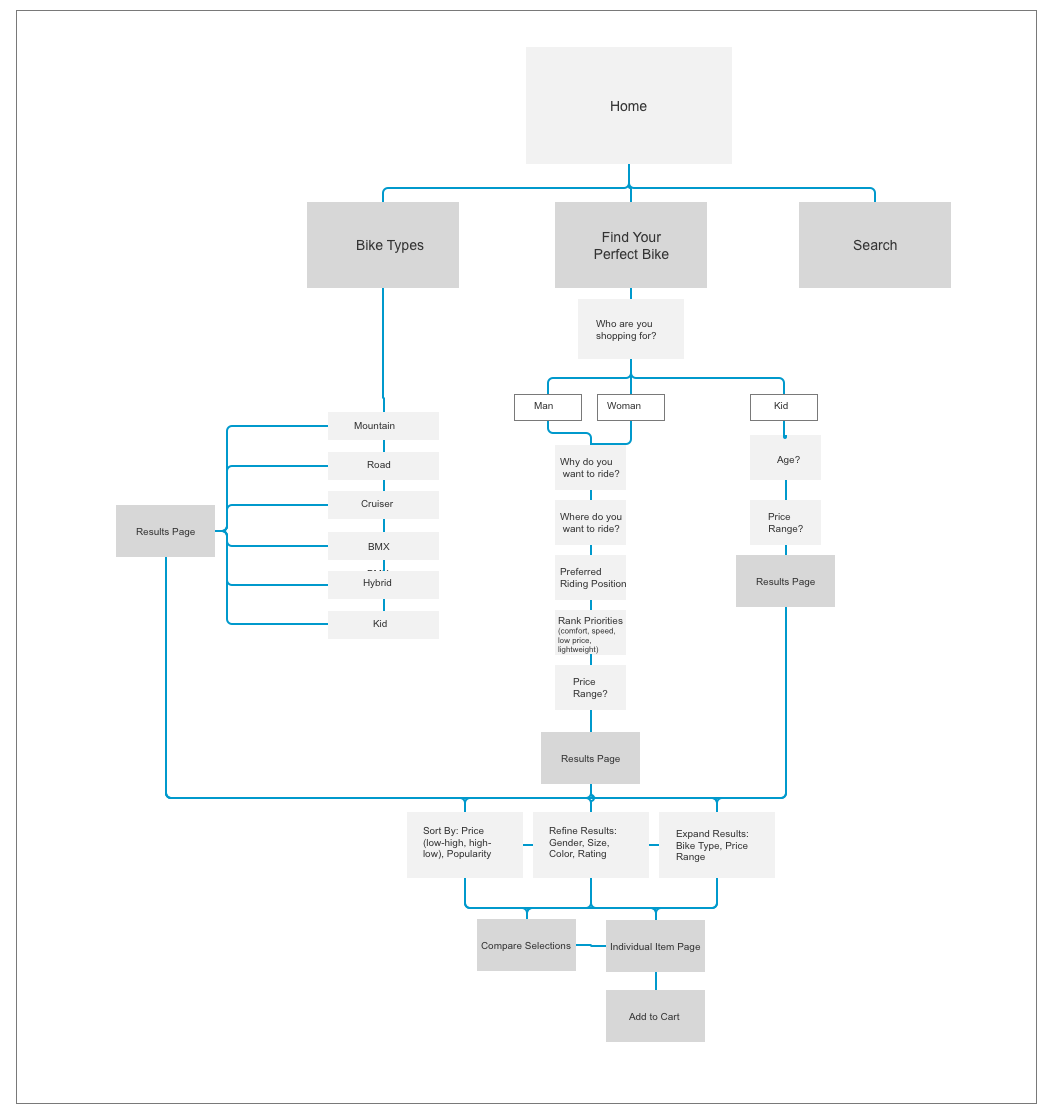 Home
Bike Types
Find Your
Perfect Bike
Search
Who are you
shopping for?
Man
Woman
Kid
Mountain
Road
Cruiser
BMX
Hybrid
Kid
Results Page
Why do you
want to ride?
Where do you
want to ride?
Preferred
Riding Position
Rank Priorities
(comfort, speed,
low price,
lightweight)
Price
Range?
Results Page
Age?
Price
Range?
Results Page
Sort By: Price
(low-high, high-
low), Popularity
Refine Results:
Gender, Size,
Color, Rating
Expand Results:
Bike Type, Price
Range
Compare Selections
Individual Item Page
Add to Cart